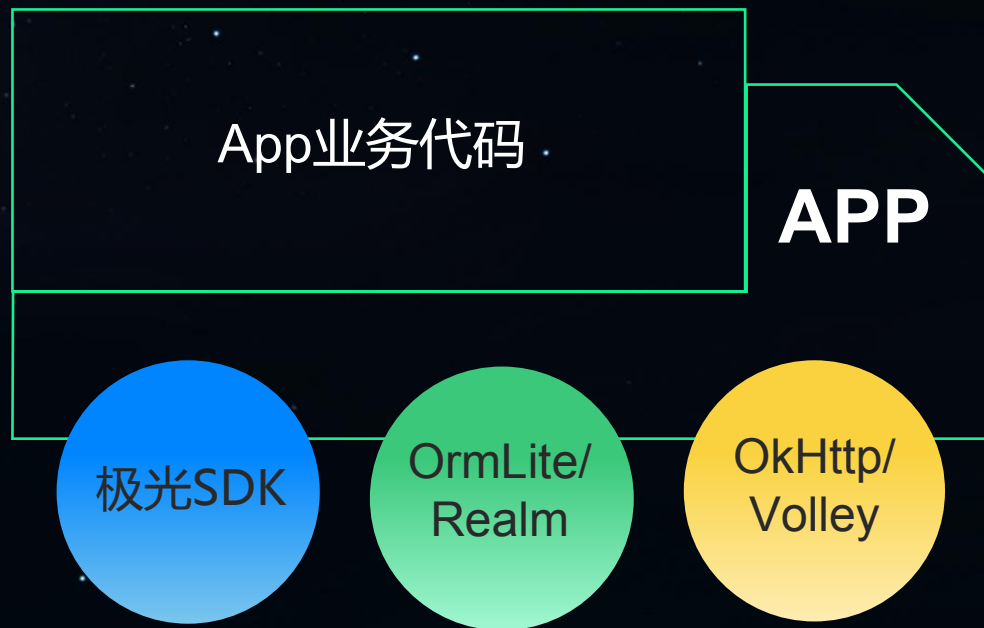 App业务代码
APP
极光SDK
OrmLite/
Realm
OkHttp/
Volley